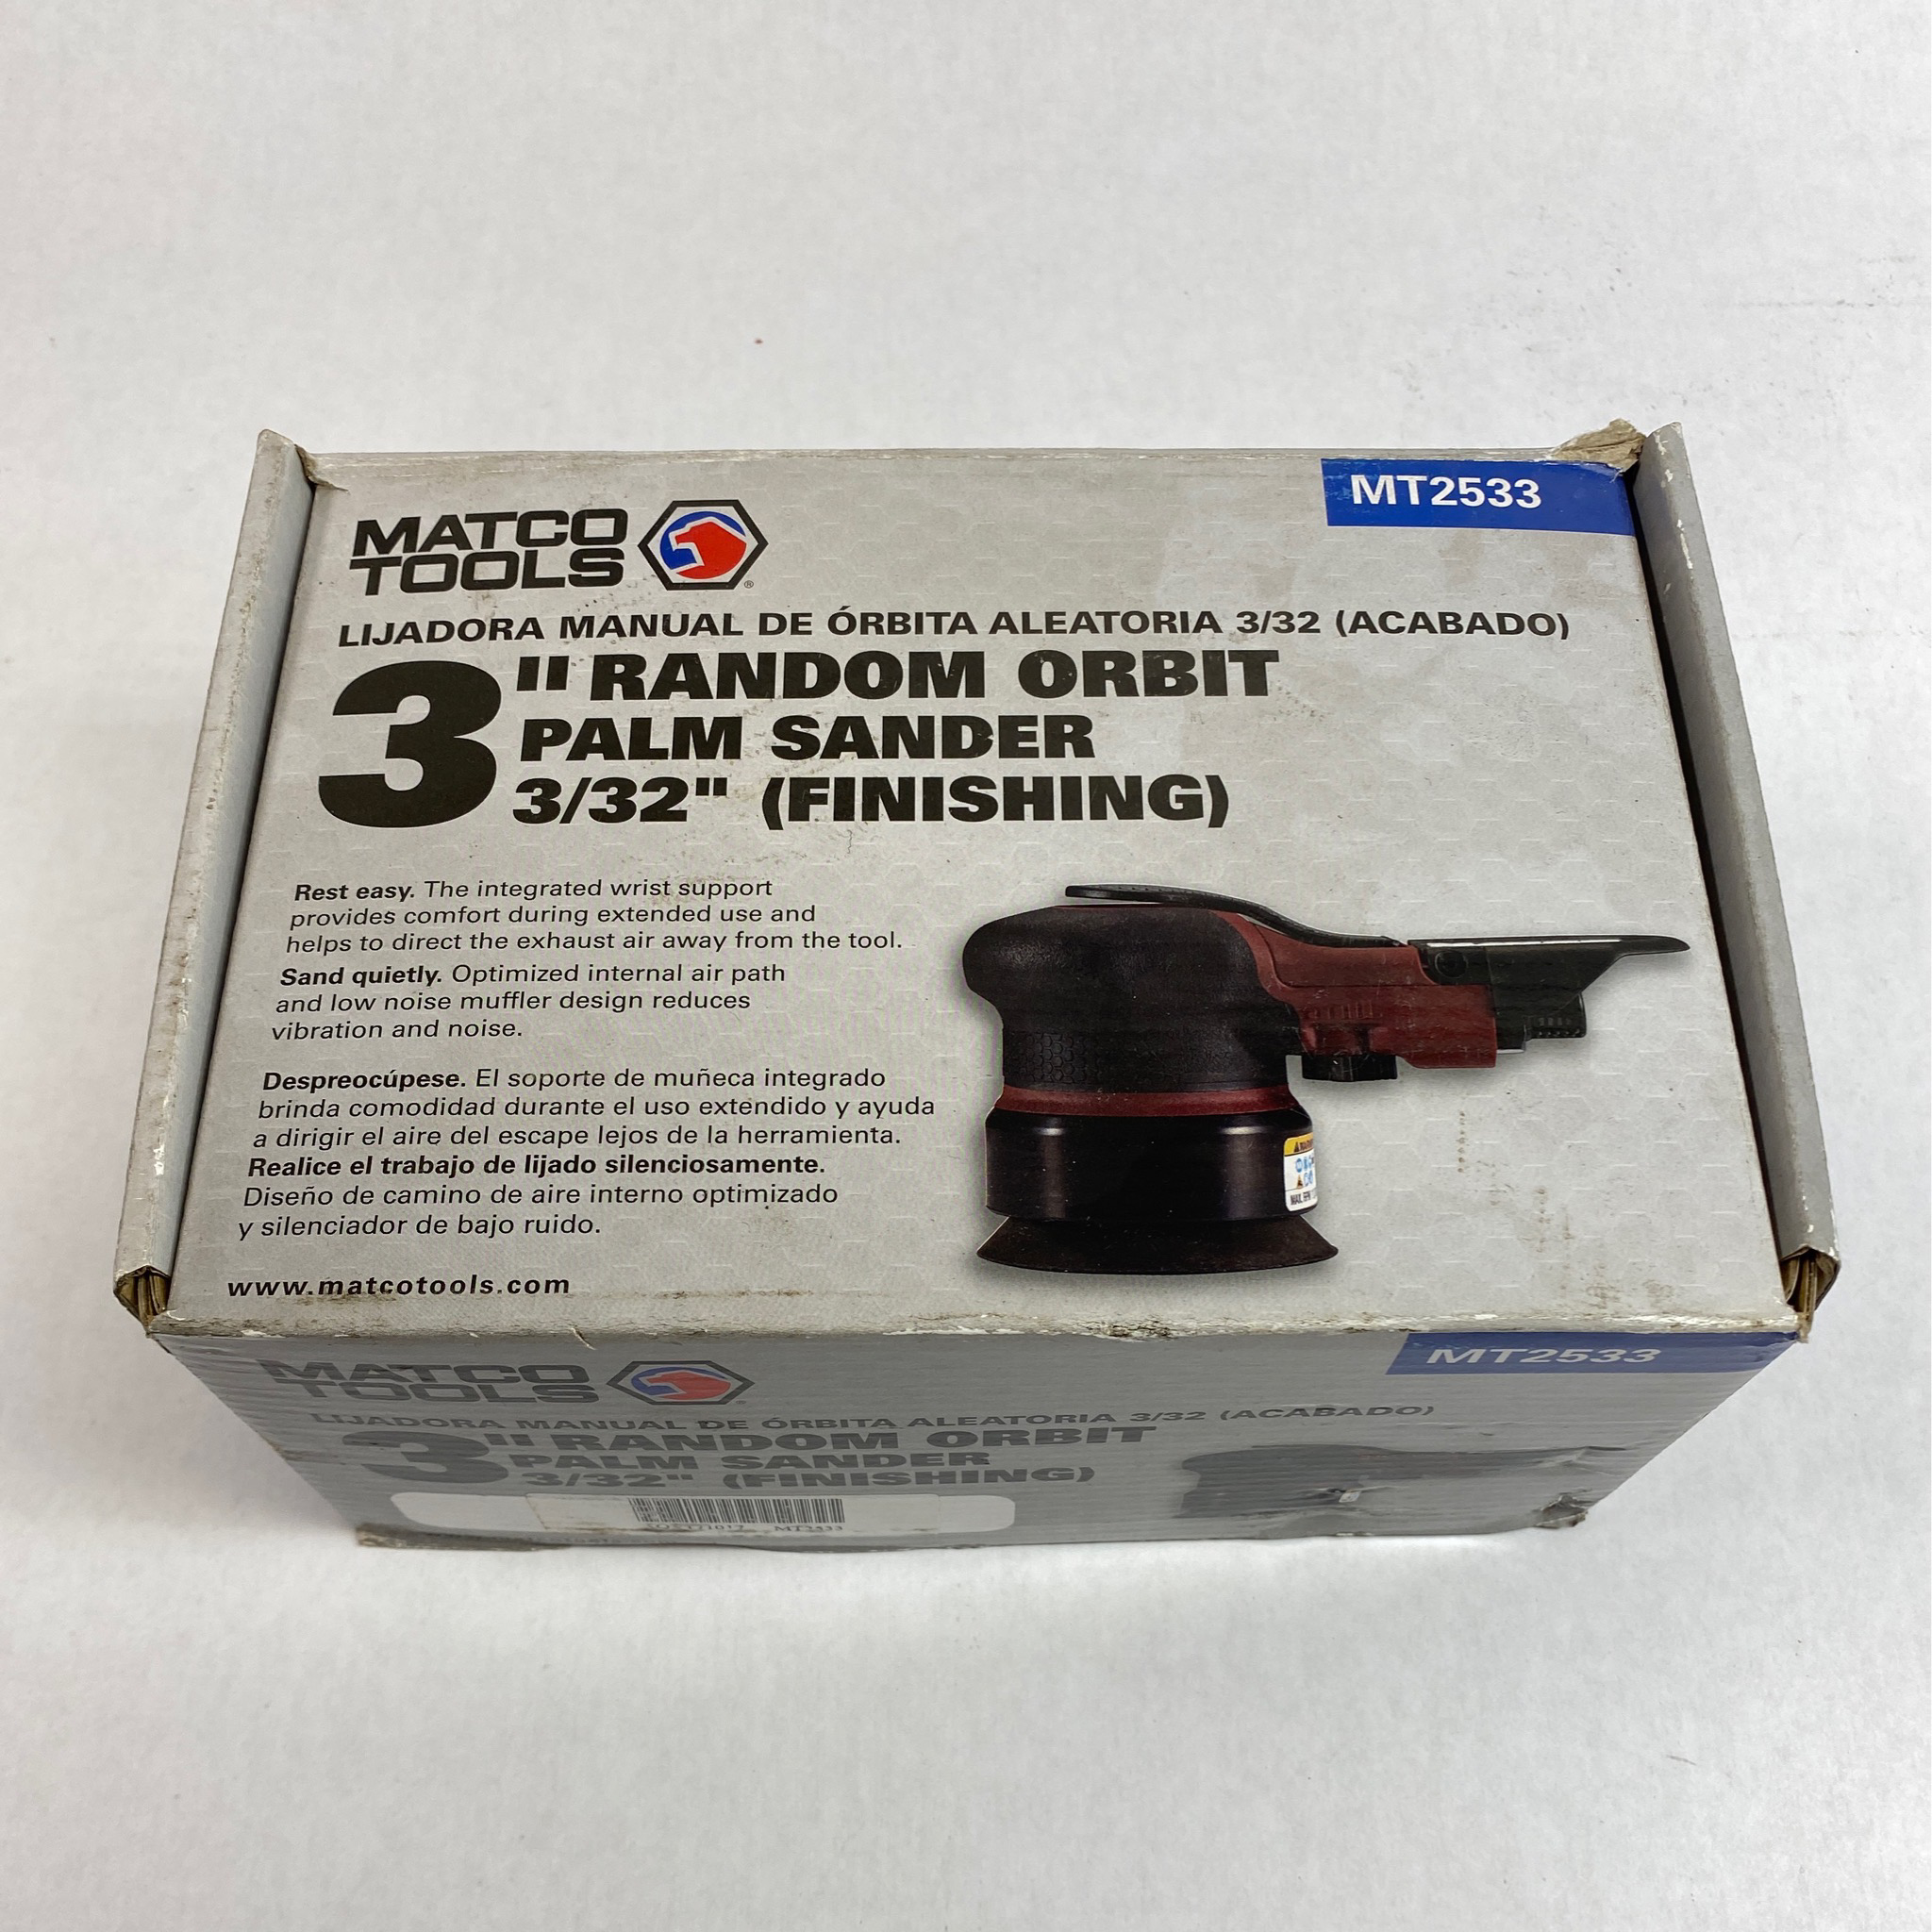 MATCO
TOOLS
®
MT2533
LIJADORA MANUAL DE ÓRBITA ALEATORIA 3/32 (ACABADO)
3" RANDOM ORBIT
PALM SANDER
3/32" (FINISHING)
Rest easy. The integrated wrist support
provides comfort during extended use and
helps to direct the exhaust air away from the tool.
Sand quietly. Optimized internal air path
and low noise muffler design reduces
vibration and noise.
Despreocúpese. El soporte de muñeca integrado
brinda comodidad durante el uso extendido y ayuda
a dirigir el aire del escape lejos de la herramienta.
Realice el trabajo de lijado silenciosamente.
Diseño de camino de aire interno optimizado
y silenciador de bajo ruido.
www.matcotools.com
MATCO
TOOLS
MT2533
LIJADORA MANUAL DE ÓRBITA ALEATORIA 3/32 (ACABADO)
3" RANDOM ORBIT
PALM SANDER
3/32" (FINISHING)
MT2533